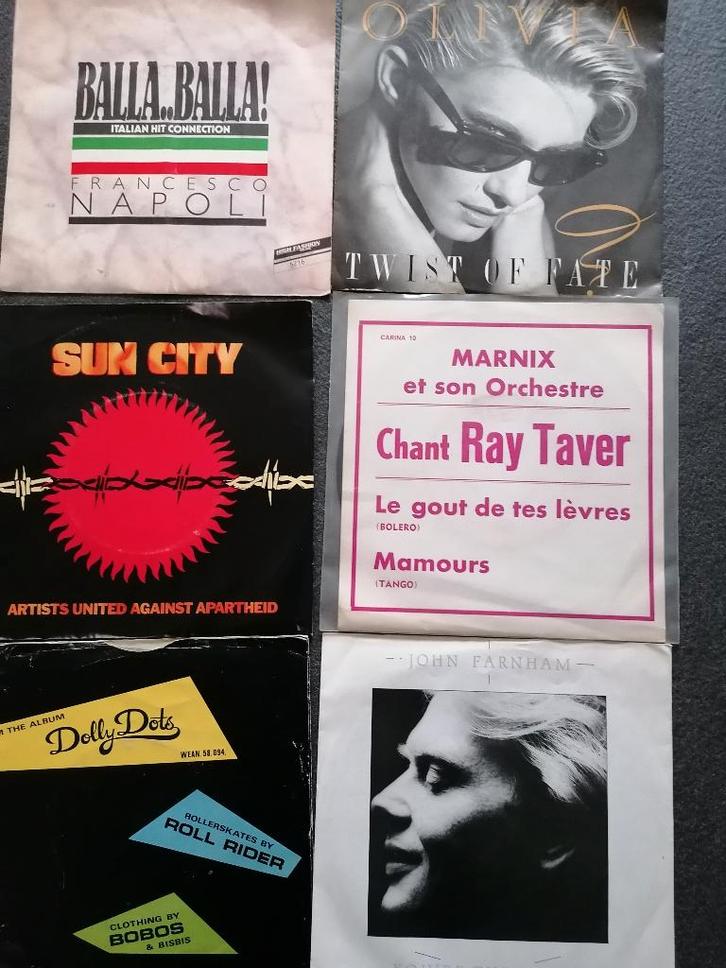 BALLA..BALLA!
ITALIAN HIT CONNECTION
FRANCESCO
NAPOLI
HIGH FASHION
OLIVIA
TWIST OF FATE
SUN CITY
ARTISTS UNITED AGAINST APARTHEID
CARINA 10
MARNIX
et son Orchestre
Chant Ray Taver
Le gout de tes lèvres
(BOLERO)
Mamours
(TANGO)
THE ALBUM
Dolly Dots
WEAN. 58.094.
ROLLERSKATES BY
ROLL RIDER
CLOTHING BY
BOBOS
& BISBIS
JOHN FARNHAM